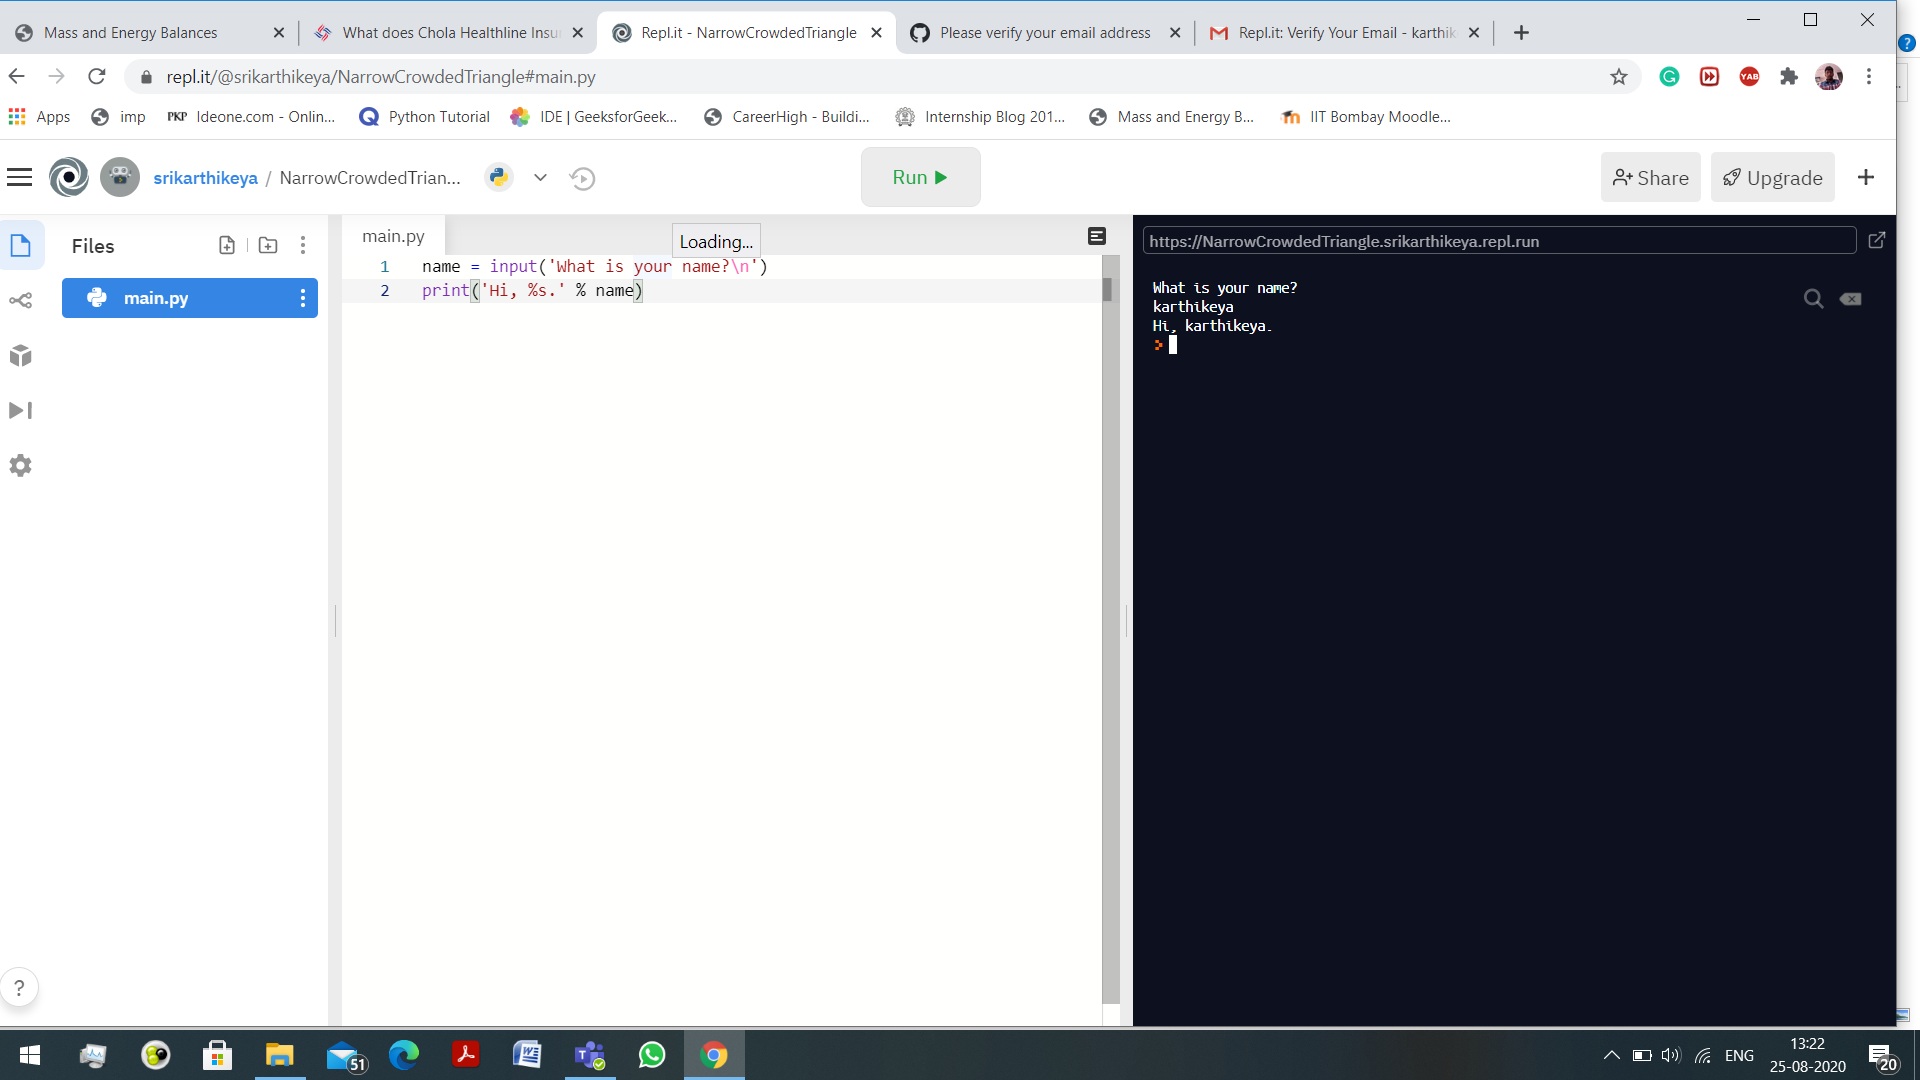 Mass and Energy Balances
What does Chola Healthline Insu
Repl.it - NarrowCrowdedTriangle
Please verify your email address
Repl.it: Verify Your Email - karthik
repl.it/@srikarthikeya/NarrowCrowdedTriangle#main.py
YAB
Apps
imp
PKP Ideone.com - Onlin...
Python Tutorial
IDE | GeeksforGeek...
CareerHigh - Buildi...
Internship Blog 201...
Mass and Energy B...
IIT Bombay Moodle...
srikarthikeya / NarrowCrowdedTrian...
Run
Share
Upgrade
Files
main.py
main.py
Loading...
1 name = input('What is your name?\n')
2 print('Hi, %s.' % name)
https://NarrowCrowdedTriangle.srikarthikeya.repl.run
What is your name?
karthikeya
Hi, karthikeya.
>
?
51
ENG
13:22
25-08-2020
20